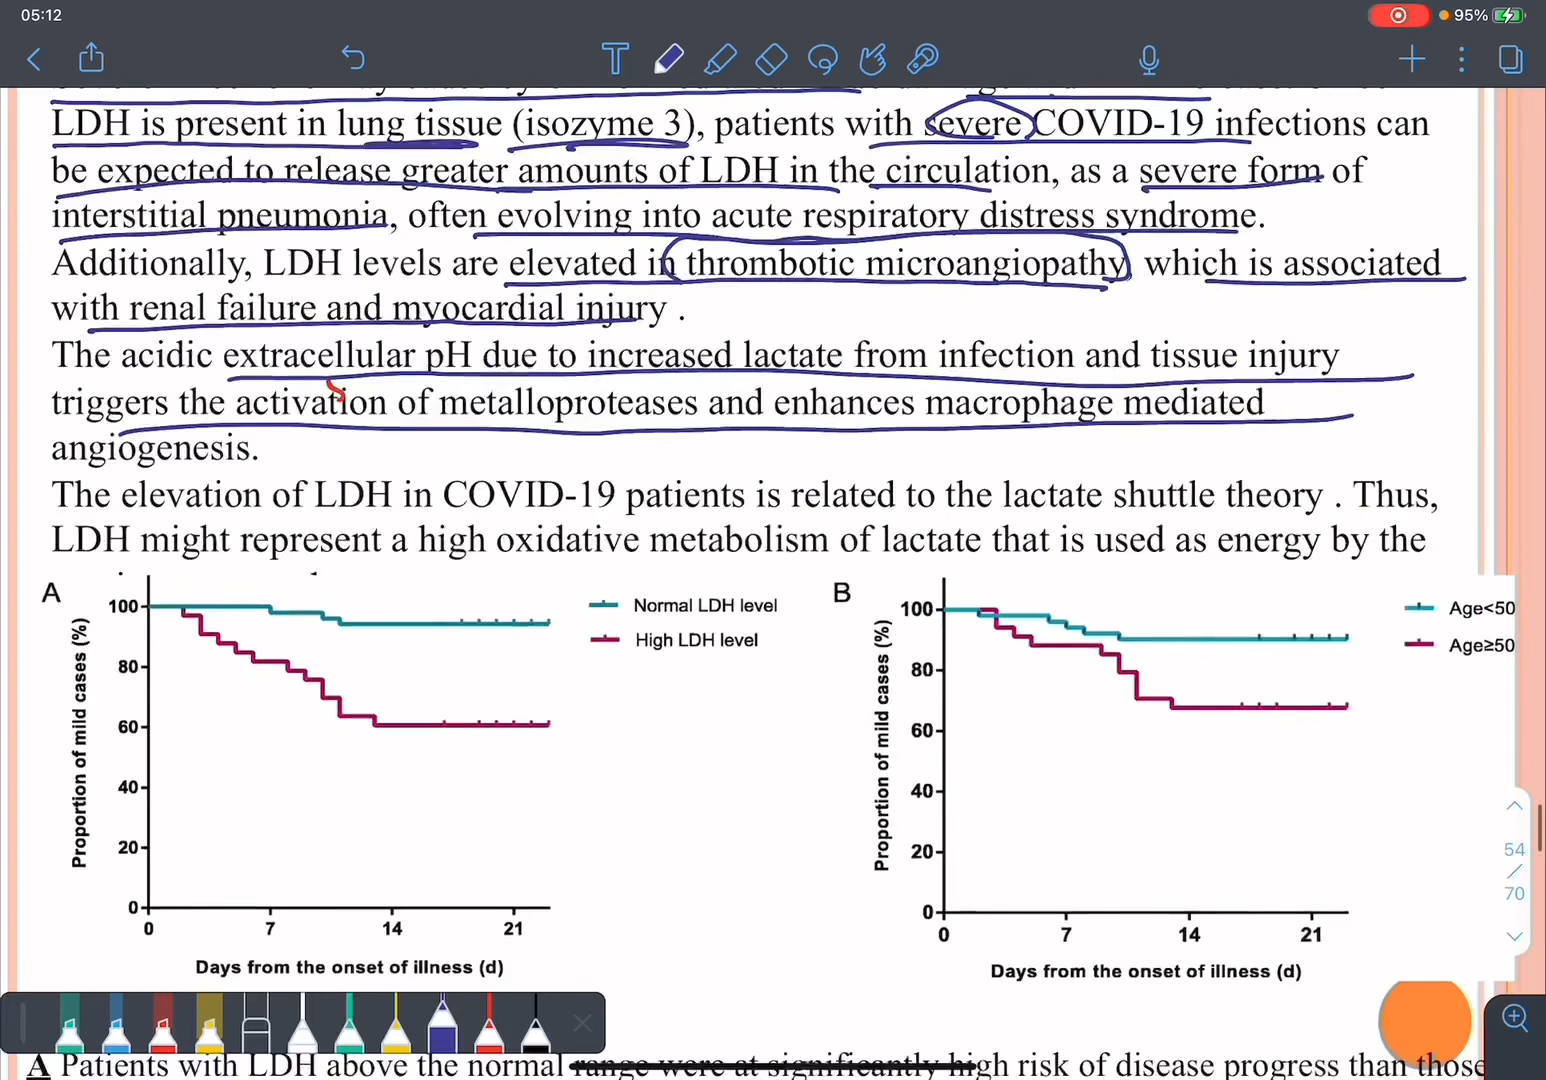 05:12
95%
LDH is present in lung tissue (isozyme 3), patients with severe COVID-19 infections can
be expected to release greater amounts of LDH in the circulation, as a severe form of
interstitial pneumonia, often evolving into acute respiratory distress syndrome.
Additionally, LDH levels are elevated in thrombotic microangiopathy, which is associated
with renal failure and myocardial injury .
The acidic extracellular pH due to increased lactate from infection and tissue injury
triggers the activation of metalloproteases and enhances macrophage mediated
angiogenesis.
The elevation of LDH in COVID-19 patients is related to the lactate shuttle theory . Thus,
LDH might represent a high oxidative metabolism of lactate that is used as energy by the
A
Proportion of mild cases (%)
100
80
60
40
20
0
0 7 14 21
Days from the onset of illness (d)
Normal LDH level
High LDH level
B
Proportion of mild cases (%)
100
80
60
40
20
0
0 7 14 21
Days from the onset of illness (d)
Age<50
Age≥50
54
70
A Patients with LDH above the normal range were at significantly high risk of disease progress than those